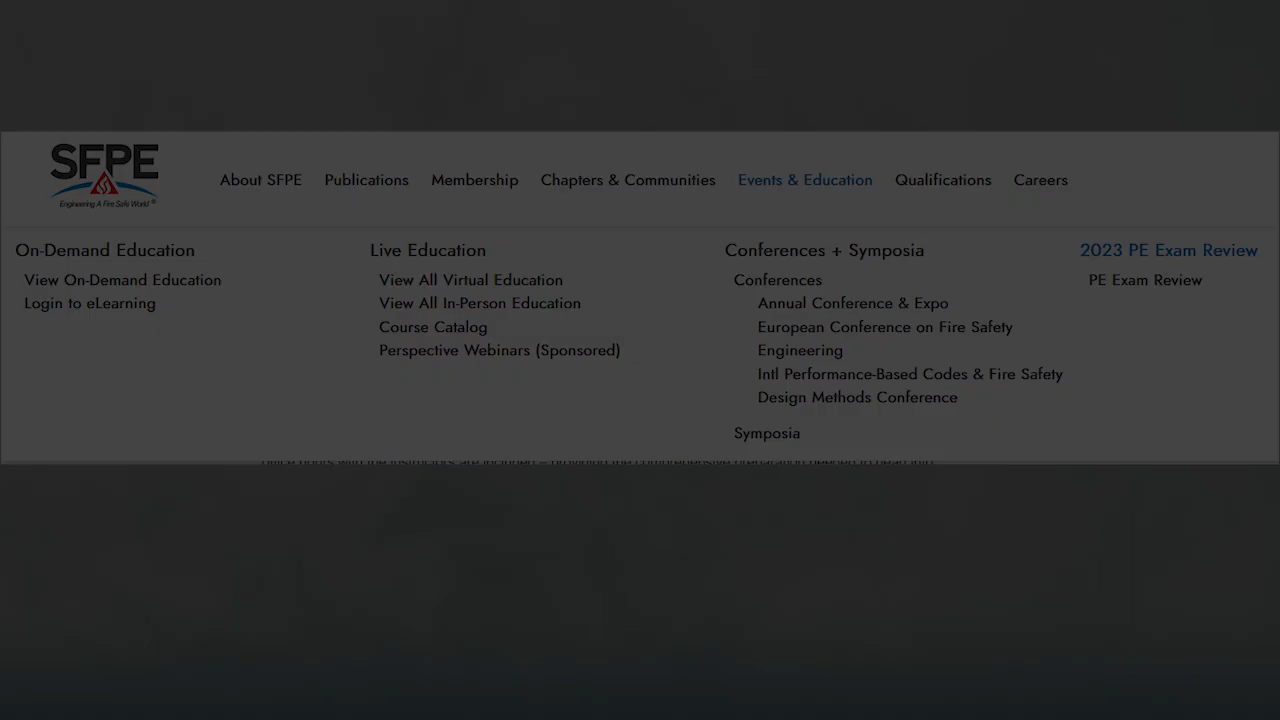 SFPE
Engineering A Fire Safe World®
About SFPE Publications Membership Chapters & Communities Events & Education Qualifications Careers
On-Demand Education
View On-Demand Education
Login to eLearning
Live Education
View All Virtual Education
View All In-Person Education
Course Catalog
Perspective Webinars (Sponsored)
Conferences + Symposia
Conferences
Annual Conference & Expo
European Conference on Fire Safety
Engineering
Intl Performance-Based Codes & Fire Safety
Design Methods Conference
Symposia
2023 PE Exam Review
PE Exam Review